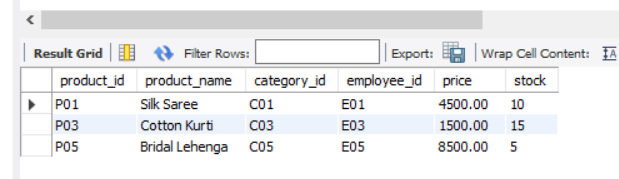 Result Grid Filter Rows: Export: Wrap Cell Content:
product_id product_name category_id employee_id price stock
P01 Silk Saree C01 E01 4500.00 10
P03 Cotton Kurti C03 E03 1500.00 15
P05 Bridal Lehenga C05 E05 8500.00 5